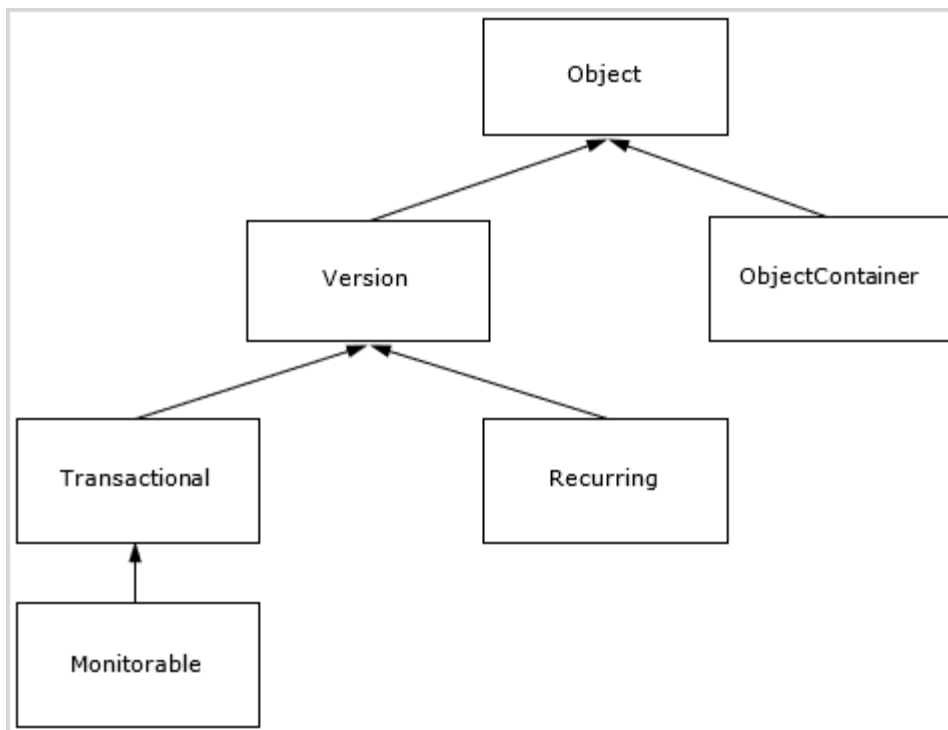 Object
Version
ObjectContainer
Transactional
Recurring
Monitorable